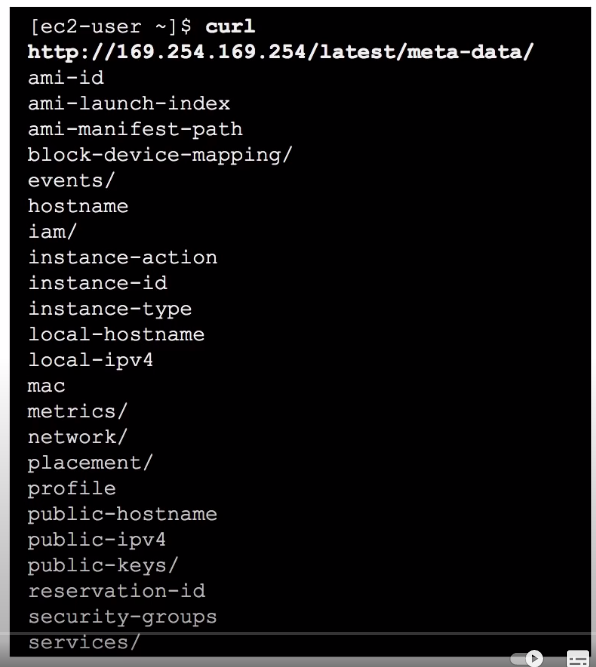 [ec2-user ~]$ curl
http://169.254.169.254/latest/meta-data/
ami-id
ami-launch-index
ami-manifest-path
block-device-mapping/
events/
hostname
iam/
instance-action
instance-id
instance-type
local-hostname
local-ipv4
mac
metrics/
network/
placement/
profile
public-hostname
public-ipv4
public-keys/
reservation-id
security-groups
services/